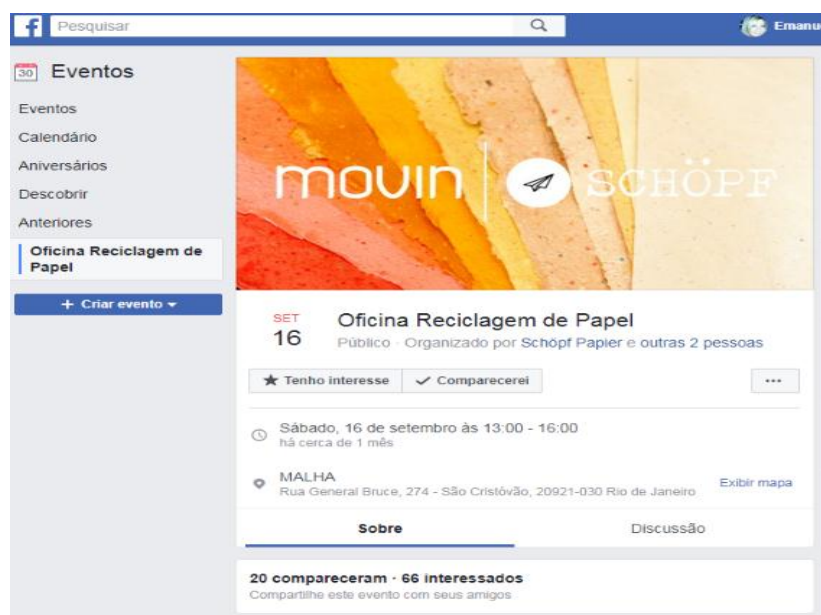 f
Pesquisar
Emanu
30 Eventos
Eventos
Calendário
Aniversários
Descobrir
Anteriores
Oficina Reciclagem de
Papel
+ Criar evento
movin
SCHÖPF
SET
16
Oficina Reciclagem de Papel
Público · Organizado por Schöpf Papier e outras 2 pessoas
Tenho interesse
Comparecerei
...
Sábado, 16 de setembro às 13:00 - 16:00
há cerca de 1 mês
MALHA
Rua General Bruce, 274 - São Cristóvão, 20921-030 Rio de Janeiro
Exibir mapa
Sobre
Discussão
20 compareceram · 66 interessados
Compartilhe este evento com seus amigos